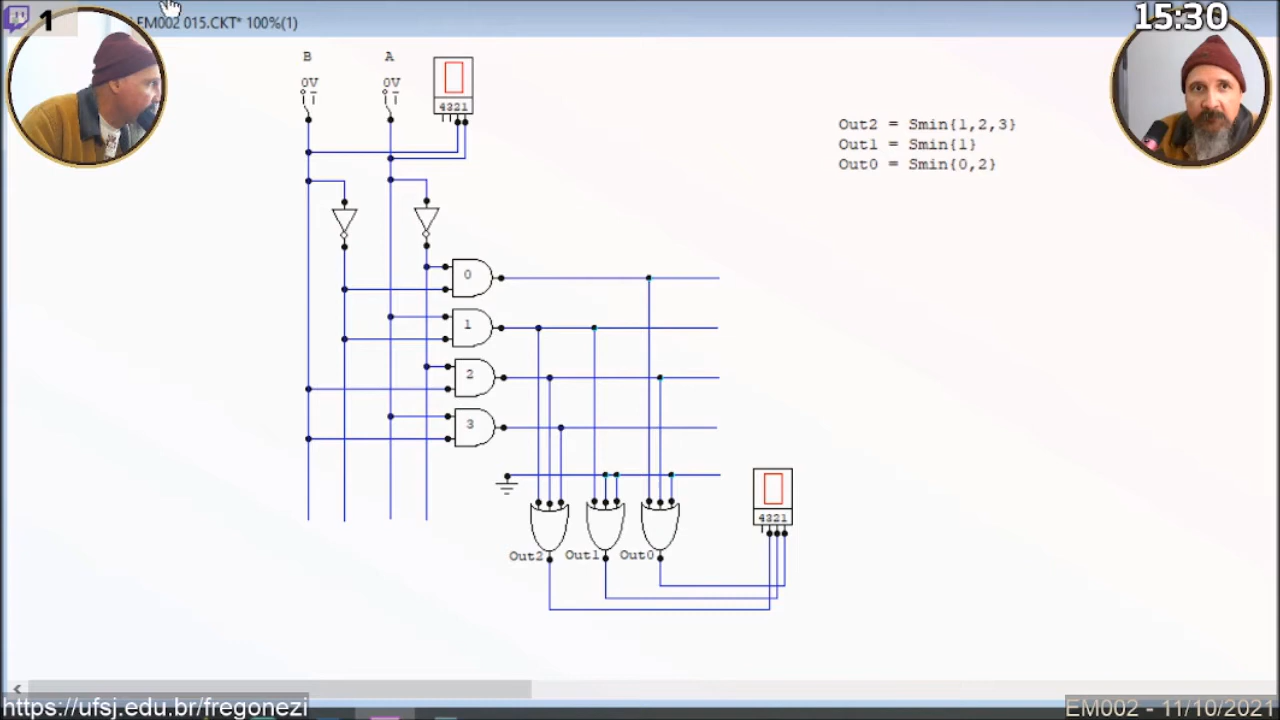 1
EM002 015.CKT* 100%(1)
15:30
B
A
0V
0V
4321
Out2 = Smin{1,2,3}
Out1 = Smin{1}
Out0 = Smin{0,2}
0
1
2
3
4321
Out2
Out1
Out0
https://ufsj.edu.br/fregonezi
EM002 - 11/10/2021